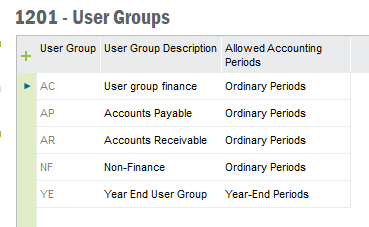 1201 - User Groups
User Group User Group Description Allowed Accounting Periods
AC User group finance Ordinary Periods
AP Accounts Payable Ordinary Periods
AR Accounts Receivable Ordinary Periods
NF Non-Finance Ordinary Periods
YE Year End User Group Year-End Periods